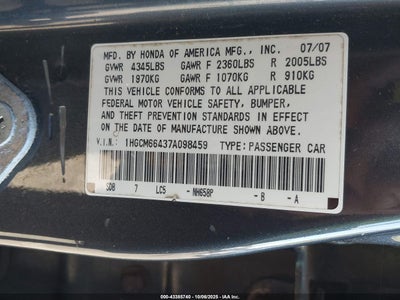 MFD. BY HONDA OF AMERICA MFG., INC. 07/07
GVWR 4345LBS GAWR F 2360LBS R 2005LBS
GVWR 1970KG GAWR F 1070KG R 910KG
THIS VEHICLE CONFORMS TO ALL APPLICABLE
FEDERAL MOTOR VEHICLE SAFETY, BUMPER,
AND THEFT PREVENTION STANDARDS IN EFFECT
ON THE DATE OF MANUFACTURE SHOWN ABOVE.
V.I.N.: 1HGCM66437A098459 TYPE:PASSENGER CAR
SDB 7 LC5 NH658P - B - A
000-43385740 - 10/06/2025 - © IAA, Inc.